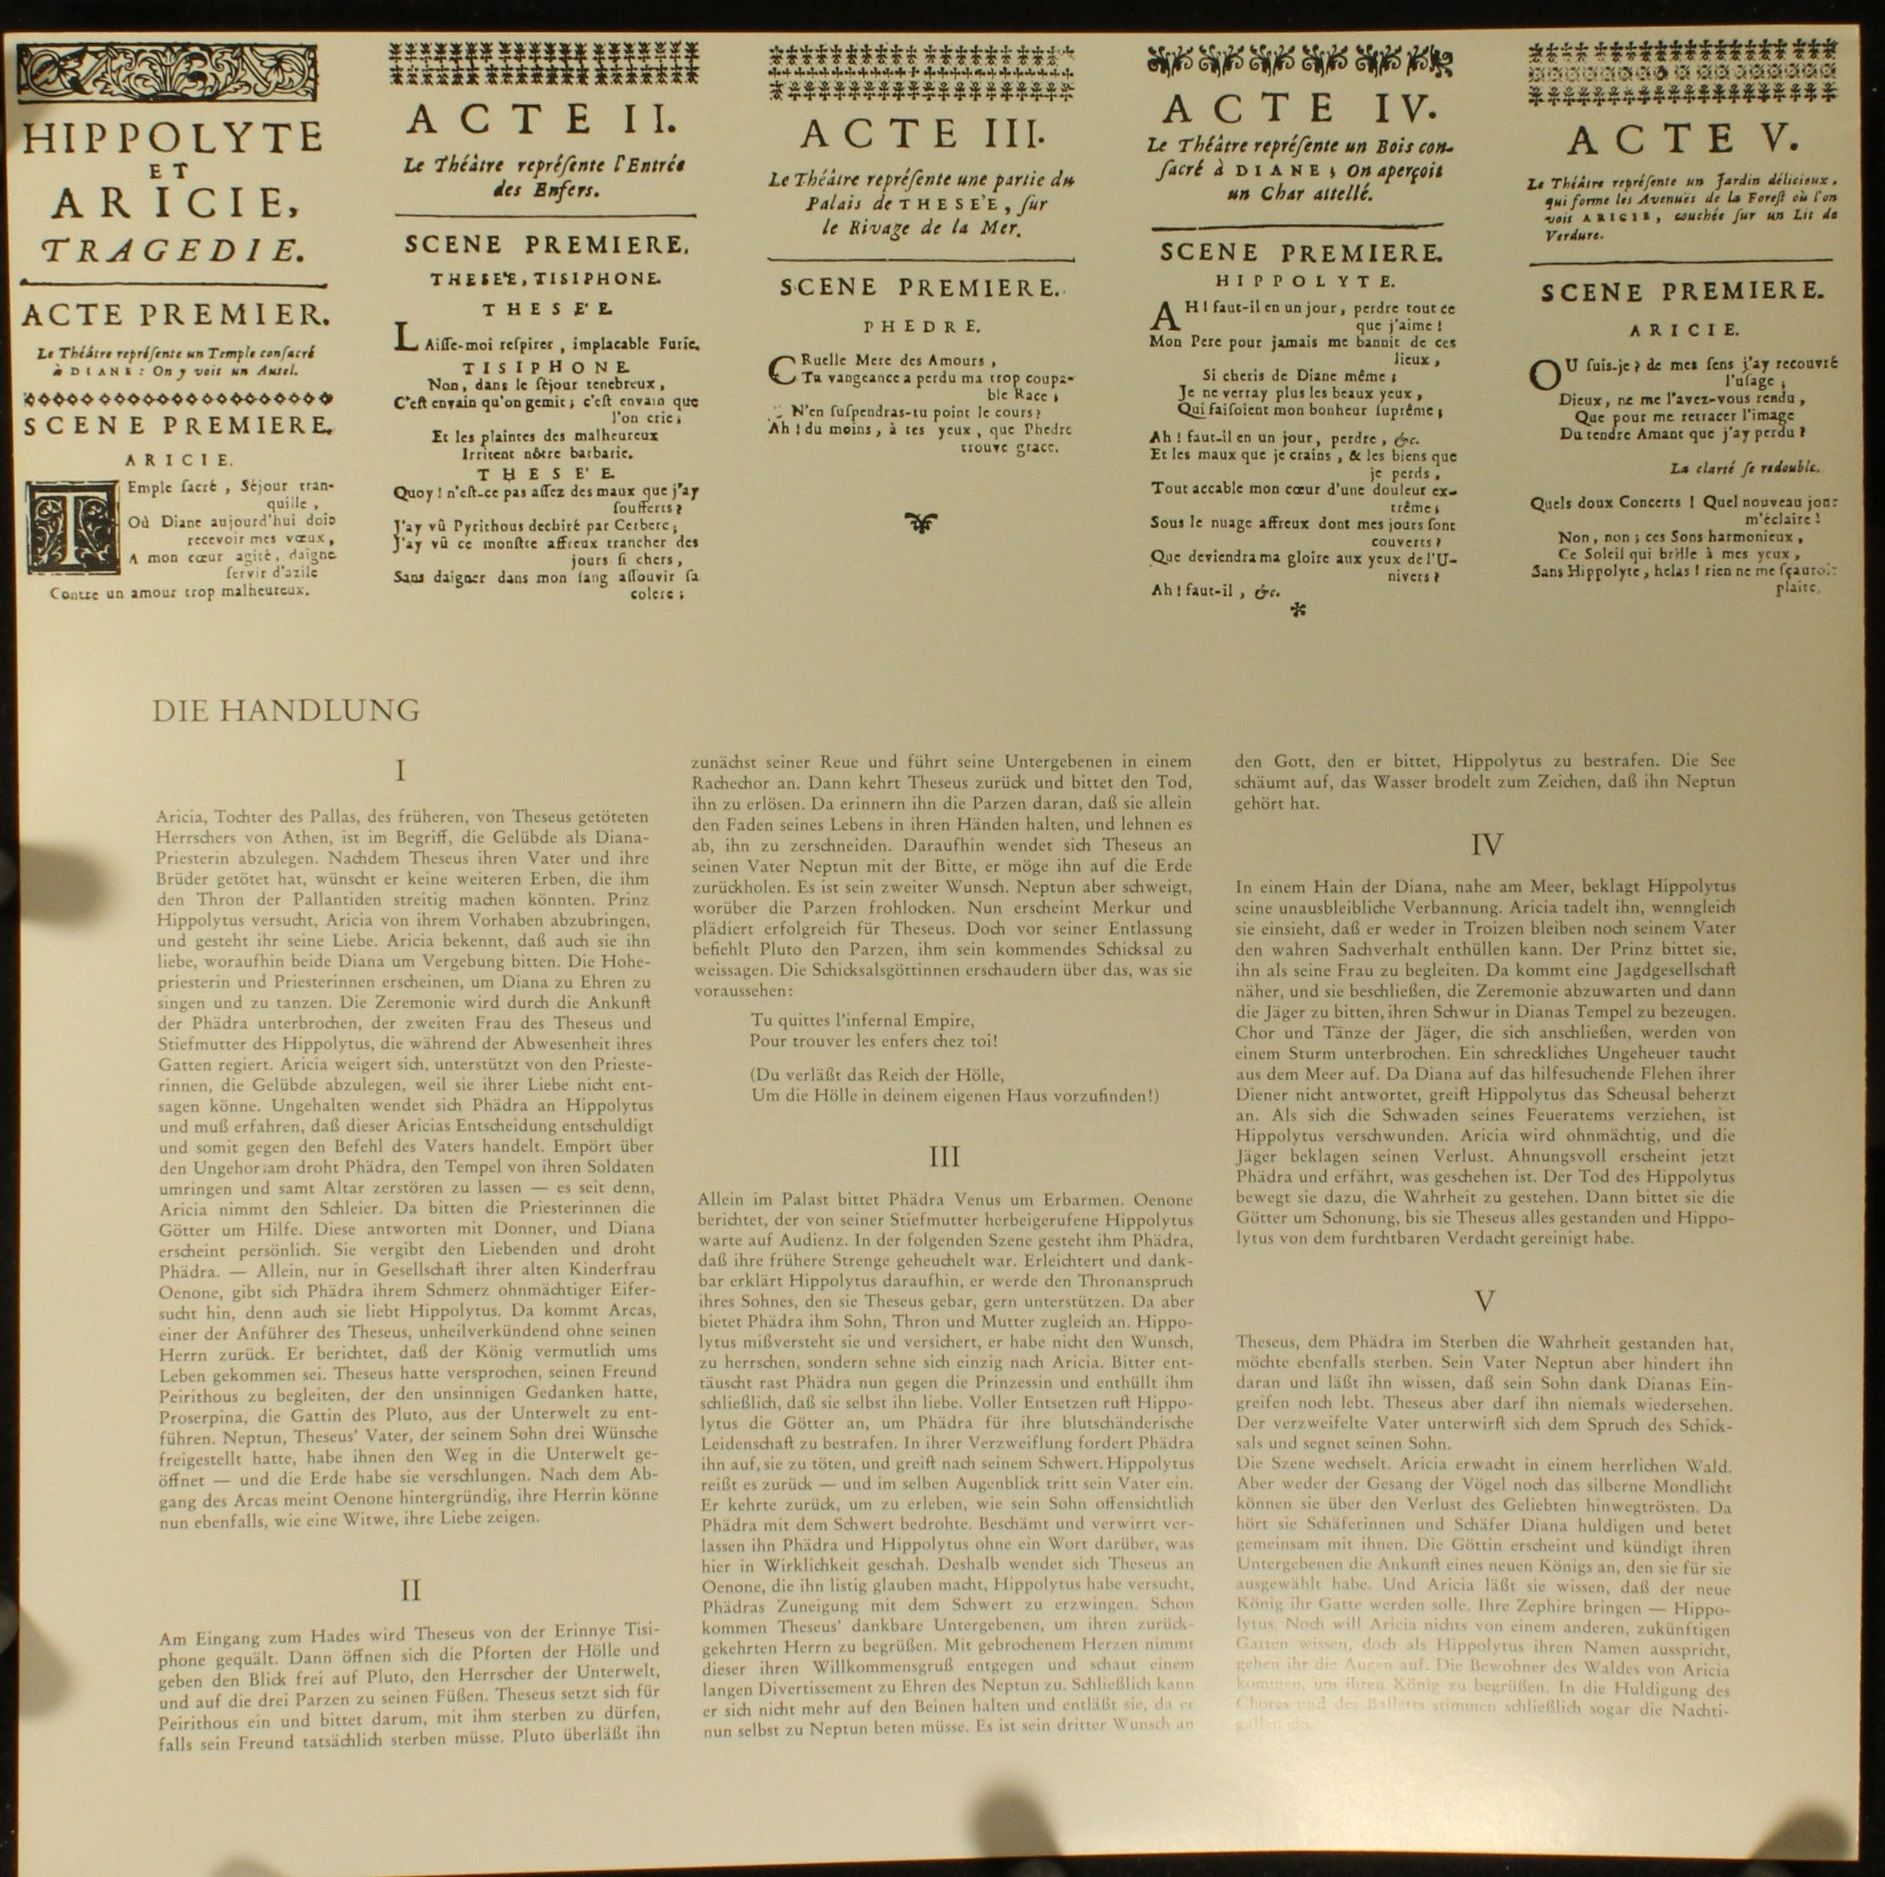 HIPPOLYTE
ET
ARICIE,
TRAGEDIE.
ACTE PREMIER.
Le Théâtre repréſente un Temple conſacré
à DIANE: On y voit un Autel.
SCENE PREMIERE.
ARICIE.
TEmple ſacré, Séjour tran-
quille,
Où Diane aujourd'hui doit
recevoir mes vœux,
A mon cœur agité, daigne
ſervir d'azile
Contre un amour trop malheureux.
ACTE II.
Le Théâtre repréſente l'Entrée
des Enfers.
SCENE PREMIERE.
THESE'E, TISIPHONE.
THESE'E.
LAiſſe-moi reſpirer, implacable Furie.
TISIPHONE.
Non, dans le ſéjour tenebreux,
C'eſt envain qu'on gemit; c'eſt envain que
l'on crie;
Et les plaintes des malheureux
Irritent nôtre barbarie.
THESE'E.
Quoy! n'eſt-ce pas aſſez des maux que j'ay
ſoufferts?
J'ay vû Pyrithous dechiré par Cerbere;
J'ay vû ce monſtre affreux trancher des
jours ſi chers,
Sans daigner dans mon ſang aſſouvir ſa
colere;
ACTE III.
Le Théâtre repréſente une partie du
Palais de THESE'E, ſur
le Rivage de la Mer.
SCENE PREMIERE.
PHEDRE.
CRuelle Mere des Amours,
Ta vangeance a perdu ma trop coupa-
ble Race;
N'en ſuſpendras-tu point le cours?
Ah! du moins, à tes yeux, que Phedre
trouve grace.
ACTE IV.
Le Théâtre repréſente un Bois con-
ſacré à DIANE; On aperçoit
un Char attellé.
SCENE PREMIERE.
HIPPOLYTE.
AH! faut-il en un jour, perdre tout ce
que j'aime!
Mon Pere pour jamais me bannit de ces
lieux,
Si cheris de Diane même;
Je ne verray plus les beaux yeux,
Qui faiſoient mon bonheur ſuprême;
Ah! faut-il en un jour, perdre, &c.
Et les maux que je crains, & les biens que
je perds,
Tout accable mon cœur d'une douleur ex-
trême;
Sous le nuage affreux dont mes jours ſont
couverts?
Que deviendra ma gloire aux yeux de l'U-
nivers?
Ah! faut-il, &c.
ACTE V.
Le Théâtre repréſente un Jardin délicieux,
qui forme les Avenuës de la Foreſt où l'on
voit ARICIE, couchée ſur un Lit de
Verdure.
SCENE PREMIERE.
ARICIE.
OU ſuis-je? de mes ſens j'ay recouvré
l'uſage;
Dieux, ne me l'avez-vous rendu,
Que pour me retracer l'image
Du tendre Amant que j'ay perdu?
La clarté ſe redouble.
Quels doux Concerts! Quel nouveau jour
m'éclaire!
Non, non; ces Sons harmonieux,
Ce Soleil qui brille à mes yeux,
Sans Hippolyte, helas! rien ne me ſçauroit
plaire.
DIE HANDLUNG
I
Aricia, Tochter des Pallas, des früheren, von Theseus getöteten
Herrschers von Athen, ist im Begriff, die Gelübde als Diana-
Priesterin abzulegen. Nachdem Theseus ihren Vater und ihre
Brüder getötet hat, wünscht er keine weiteren Erben, die ihm
den Thron der Pallantiden streitig machen könnten. Prinz
Hippolytus versucht, Aricia von ihrem Vorhaben abzubringen,
und gesteht ihr seine Liebe. Aricia bekennt, daß auch sie ihn
liebe, woraufhin beide Diana um Vergebung bitten. Die Hohe-
priesterin und Priesterinnen erscheinen, um Diana zu Ehren zu
singen und zu tanzen. Die Zeremonie wird durch die Ankunft
der Phädra unterbrochen, der zweiten Frau des Theseus und
Stiefmutter des Hippolytus, die während der Abwesenheit ihres
Gatten regiert. Aricia weigert sich, unterstützt von den Prieste-
rinnen, die Gelübde abzulegen, weil sie ihrer Liebe nicht ent-
sagen könne. Ungehalten wendet sich Phädra an Hippolytus
und muß erfahren, daß dieser Aricias Entscheidung entschuldigt
und somit gegen den Befehl des Vaters handelt. Empört über
den Ungehorsam droht Phädra, den Tempel von ihren Soldaten
umringen und samt Altar zerstören zu lassen — es seit denn,
Aricia nimmt den Schleier. Da bitten die Priesterinnen die
Götter um Hilfe. Diese antworten mit Donner, und Diana
erscheint persönlich. Sie vergibt den Liebenden und droht
Phädra. — Allein, nur in Gesellschaft ihrer alten Kinderfrau
Oenone, gibt sich Phädra ihrem Schmerz ohnmächtiger Eifer-
sucht hin, denn auch sie liebt Hippolytus. Da kommt Arcas,
einer der Anführer des Theseus, unheilverkündend ohne seinen
Herrn zurück. Er berichtet, daß der König vermutlich ums
Leben gekommen sei. Theseus hatte versprochen, seinen Freund
Peirithous zu begleiten, der den unsinnigen Gedanken hatte,
Proserpina, die Gattin des Pluto, aus der Unterwelt zu ent-
führen. Neptun, Theseus' Vater, der seinem Sohn drei Wünsche
freigestellt hatte, habe ihnen den Weg in die Unterwelt ge-
öffnet — und die Erde habe sie verschlungen. Nach dem Ab-
gang des Arcas meint Oenone hintergründig, ihre Herrin könne
nun ebenfalls, wie eine Witwe, ihre Liebe zeigen.
II
Am Eingang zum Hades wird Theseus von der Erinnye Tisi-
phone gequält. Dann öffnen sich die Pforten der Hölle und
geben den Blick frei auf Pluto, den Herrscher der Unterwelt,
und auf die drei Parzen zu seinen Füßen. Theseus setzt sich für
Peirithous ein und bittet darum, mit ihm sterben zu dürfen,
falls sein Freund tatsächlich sterben müsse. Pluto überläßt ihn
zunächst seiner Reue und führt seine Untergebenen in einem
Rachechor an. Dann kehrt Theseus zurück und bittet den Tod,
ihn zu erlösen. Da erinnern ihn die Parzen daran, daß sie allein
den Faden seines Lebens in ihren Händen halten, und lehnen es
ab, ihn zu zerschneiden. Daraufhin wendet sich Theseus an
seinen Vater Neptun mit der Bitte, er möge ihn auf die Erde
zurückholen. Es ist sein zweiter Wunsch. Neptun aber schweigt,
worüber die Parzen frohlocken. Nun erscheint Merkur und
plädiert erfolgreich für Theseus. Doch vor seiner Entlassung
befiehlt Pluto den Parzen, ihm sein kommendes Schicksal zu
weissagen. Die Schicksalsgöttinnen erschaudern über das, was sie
voraussehen:
Tu quittes l'infernal Empire,
Pour trouver les enfers chez toi!
(Du verläßt das Reich der Hölle,
Um die Hölle in deinem eigenen Haus vorzufinden!)
III
Allein im Palast bittet Phädra Venus um Erbarmen. Oenone
berichtet, der von seiner Stiefmutter herbeigerufene Hippolytus
warte auf Audienz. In der folgenden Szene gesteht ihm Phädra,
daß ihre frühere Strenge geheuchelt war. Erleichtert und dank-
bar erklärt Hippolytus daraufhin, er werde den Thronanspruch
ihres Sohnes, den sie Theseus gebar, gern unterstützen. Da aber
bietet Phädra ihm Sohn, Thron und Mutter zugleich an. Hippo-
lytus mißversteht sie und versichert, er habe nicht den Wunsch,
zu herrschen, sondern sehne sich einzig nach Aricia. Bitter ent-
täuscht rast Phädra nun gegen die Prinzessin und enthüllt ihm
schließlich, daß sie selbst ihn liebe. Voller Entsetzen ruft Hippo-
lytus die Götter an, um Phädra für ihre blutschänderische
Leidenschaft zu bestrafen. In ihrer Verzweiflung fordert Phädra
ihn auf, sie zu töten, und greift nach seinem Schwert. Hippolytus
reißt es zurück — und im selben Augenblick tritt sein Vater ein.
Er kehrte zurück, um zu erleben, wie sein Sohn offensichtlich
Phädra mit dem Schwert bedrohte. Beschämt und verwirrt ver-
lassen ihn Phädra und Hippolytus ohne ein Wort darüber, was
hier in Wirklichkeit geschah. Deshalb wendet sich Theseus an
Oenone, die ihn listig glauben macht, Hippolytus habe versucht,
Phädras Zuneigung mit dem Schwert zu erzwingen. Schon
kommen Theseus' dankbare Untergebenen, um ihren zurück-
gekehrten Herrn zu begrüßen. Mit gebrochenem Herzen nimmt
dieser ihren Willkommensgruß entgegen und schaut einem
langen Divertissement zu Ehren des Neptun zu. Schließlich kann
er sich nicht mehr auf den Beinen halten und entläßt sie, da er
nun selbst zu Neptun beten müsse. Es ist sein dritter Wunsch an
den Gott, den er bittet, Hippolytus zu bestrafen. Die See
schäumt auf, das Wasser brodelt zum Zeichen, daß ihn Neptun
gehört hat.
IV
In einem Hain der Diana, nahe am Meer, beklagt Hippolytus
seine unausbleibliche Verbannung. Aricia tadelt ihn, wenngleich
sie einsieht, daß er weder in Troizen bleiben noch seinem Vater
den wahren Sachverhalt enthüllen kann. Der Prinz bittet sie,
ihn als seine Frau zu begleiten. Da kommt eine Jagdgesellschaft
näher, und sie beschließen, die Zeremonie abzuwarten und dann
die Jäger zu bitten, ihren Schwur in Dianas Tempel zu bezeugen.
Chor und Tänze der Jäger, die sich anschließen, werden von
einem Sturm unterbrochen. Ein schreckliches Ungeheuer taucht
aus dem Meer auf. Da Diana auf das hilfesuchende Flehen ihrer
Diener nicht antwortet, greift Hippolytus das Scheusal beherzt
an. Als sich die Schwaden seines Feueratems verziehen, ist
Hippolytus verschwunden. Aricia wird ohnmächtig, und die
Jäger beklagen seinen Verlust. Ahnungsvoll erscheint jetzt
Phädra und erfährt, was geschehen ist. Der Tod des Hippolytus
bewegt sie dazu, die Wahrheit zu gestehen. Dann bittet sie die
Götter um Schonung, bis sie Theseus alles gestanden und Hippo-
lytus von dem furchtbaren Verdacht gereinigt habe.
V
Theseus, dem Phädra im Sterben die Wahrheit gestanden hat,
möchte ebenfalls sterben. Sein Vater Neptun aber hindert ihn
daran und läßt ihn wissen, daß sein Sohn dank Dianas Ein-
greifen noch lebt. Theseus aber darf ihn niemals wiedersehen.
Der verzweifelte Vater unterwirft sich dem Spruch des Schick-
sals und segnet seinen Sohn.
Die Szene wechselt. Aricia erwacht in einem herrlichen Wald.
Aber weder der Gesang der Vögel noch das silberne Mondlicht
können sie über den Verlust des Geliebten hinwegtrösten. Da
hört sie Schäferinnen und Schäfer Diana huldigen und betet
gemeinsam mit ihnen. Die Göttin erscheint und kündigt ihren
Untergebenen die Ankunft eines neuen Königs an, den sie für sie
ausgewählt habe. Und Aricia läßt sie wissen, daß der neue
König ihr Gatte werden solle. Ihre Zephire bringen — Hippo-
lytus. Noch will Aricia nichts von einem anderen, zukünftigen
Gatten wissen, doch als Hippolytus ihren Namen ausspricht,
gehen ihr die Augen auf. Die Bewohner des Waldes von Aricia
kommen, um ihren König zu begrüßen. In die Huldigung des
Chores und des Balletts stimmen schließlich sogar die Nachti-
gallen ein.